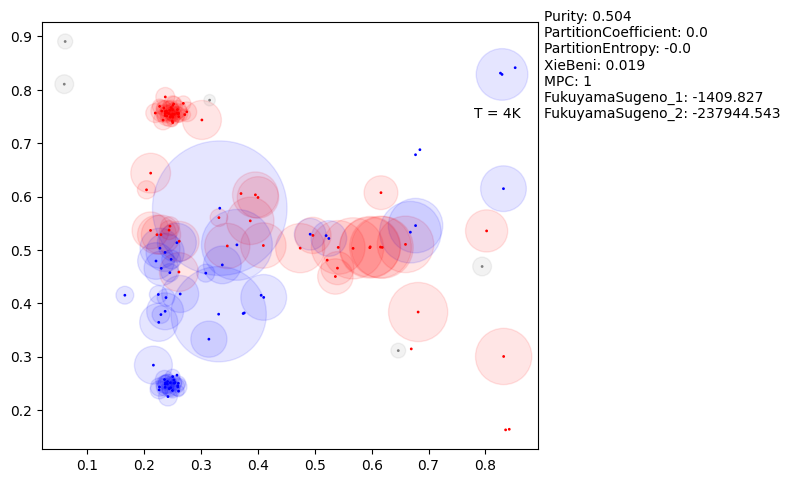 Purity: 0.504
PartitionCoefficient: 0.0
PartitionEntropy: -0.0
XieBeni: 0.019
MPC: 1
FukuyamaSugeno_1: -1409.827
FukuyamaSugeno_2: -237944.543
T = 4K
0.9
0.8
0.7
0.6
0.5
0.4
0.3
0.2
0.1 0.2 0.3 0.4 0.5 0.6 0.7 0.8